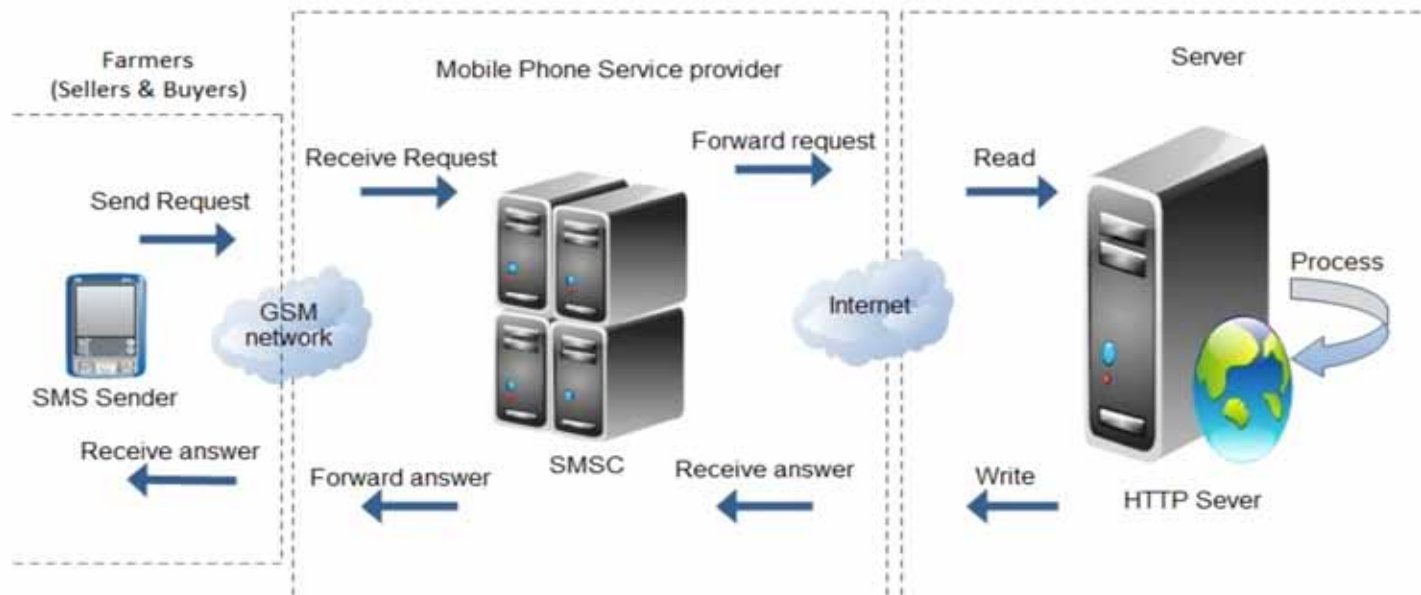 Farmers
(Sellers & Buyers)
Mobile Phone Service provider
Server
Send Request
Receive Request
Forward request
Read
Process
GSM
network
Internet
SMS Sender
SMSC
HTTP Sever
Receive answer
Forward answer
Receive answer
Write